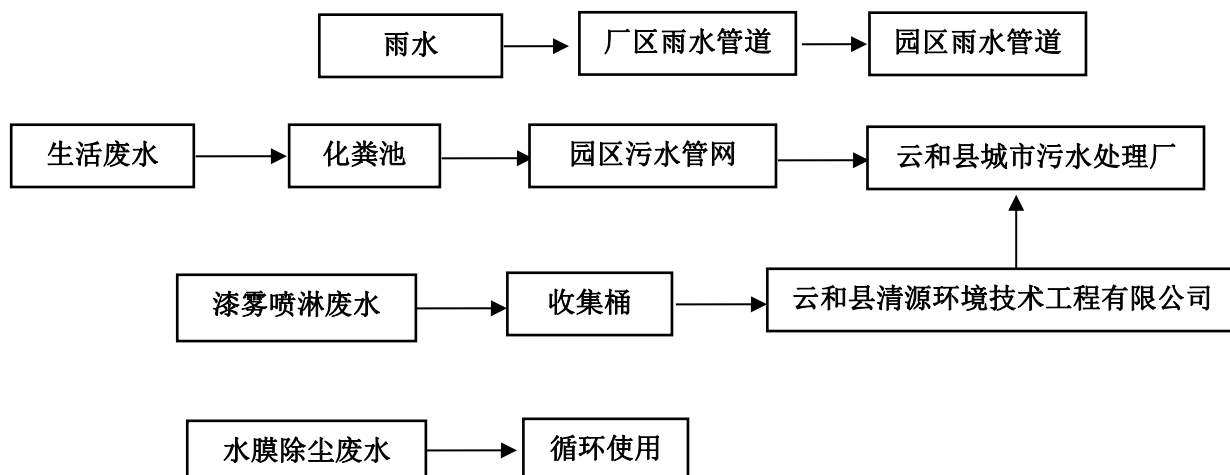 雨水
厂区雨水管道
园区雨水管道
生活废水
化粪池
园区污水管网
云和县城市污水处理厂
漆雾喷淋废水
收集桶
云和县清源环境技术工程有限公司
水膜除尘废水
循环使用